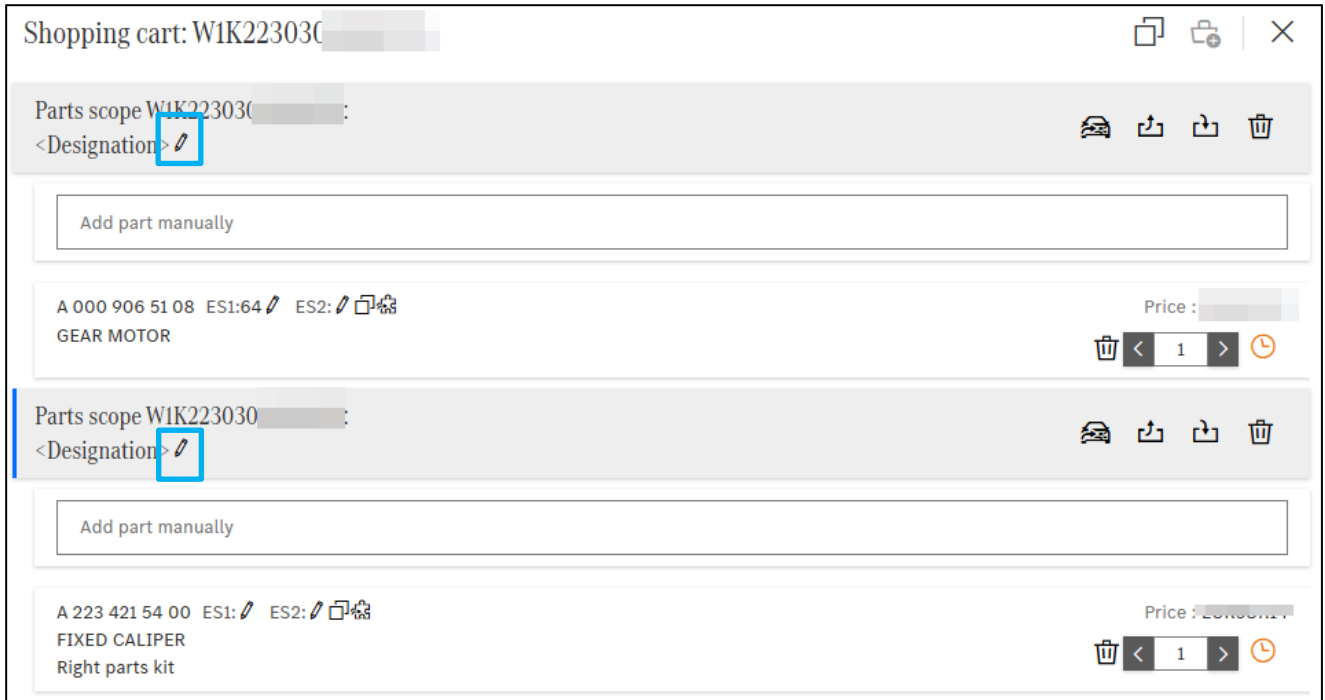 Shopping cart: W1K223030
Parts scope W1K223030 :
<Designation>
Add part manually
A 000 906 51 08 ES1:64 ES2:
Price :
GEAR MOTOR
1
Parts scope W1K223030 :
<Designation>
Add part manually
A 223 421 54 00 ES1: ES2:
Price :
FIXED CALIPER
1
Right parts kit